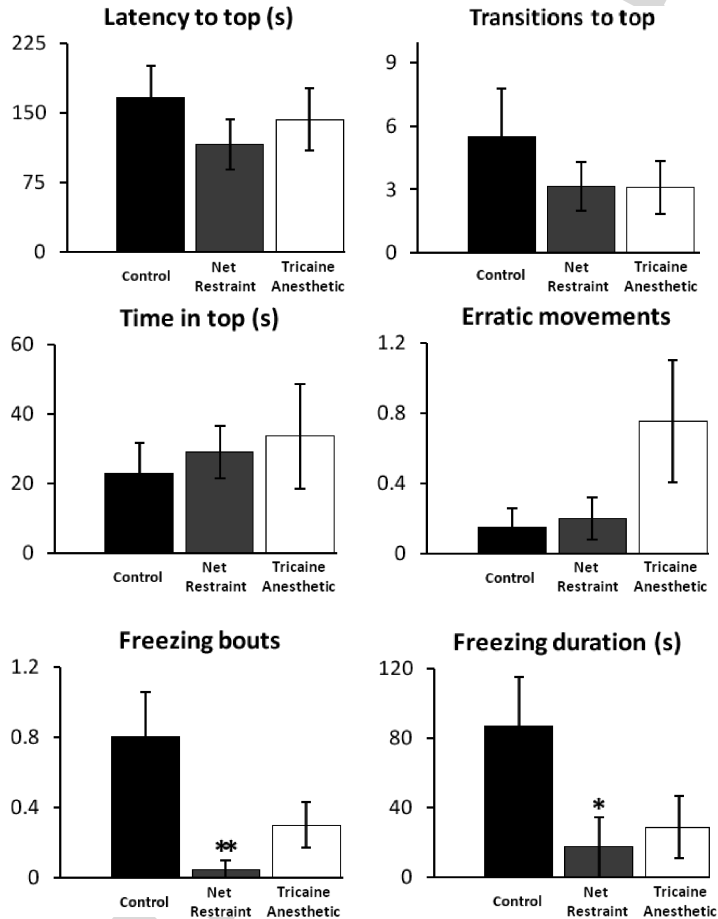 Latency to top (s)
225
150
75
0
Control
Net
Restraint
Tricaine
Anesthetic
Transitions to top
9
6
3
0
Control
Net
Restraint
Tricaine
Anesthetic
Time in top (s)
60
40
20
0
Control
Net
Restraint
Tricaine
Anesthetic
Erratic movements
1.2
0.8
0.4
0
Control
Net
Restraint
Tricaine
Anesthetic
Freezing bouts
1.2
0.8
0.4
0
**
Control
Net
Restraint
Tricaine
Anesthetic
Freezing duration (s)
120
80
40
0
*
Control
Net
Restraint
Tricaine
Anesthetic